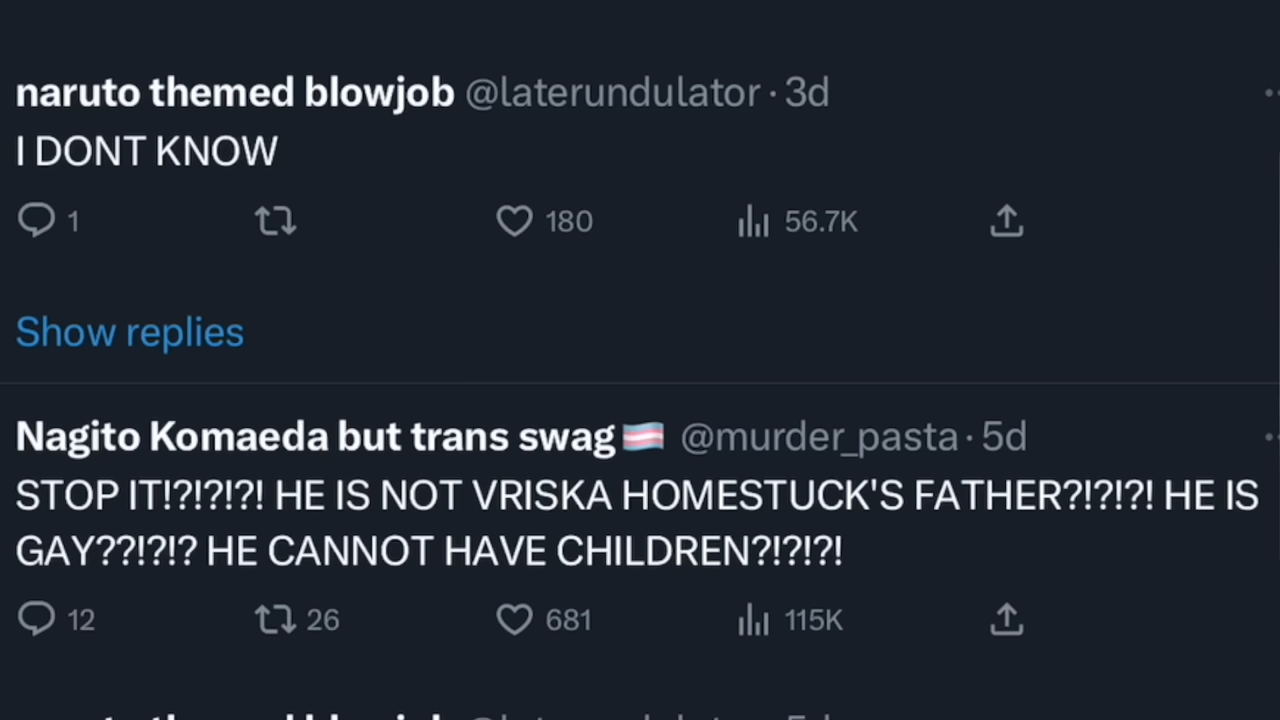 naruto themed blowjob @laterundulator · 3d
I DONT KNOW
1 180 56.7K
Show replies
Nagito Komaeda but trans swag🏳️‍⚧️ @murder_pasta · 5d
STOP IT!?!?!?! HE IS NOT VRISKA HOMESTUCK'S FATHER?!?!?! HE IS
GAY??!?!? HE CANNOT HAVE CHILDREN?!?!?!
12 26 681 115K